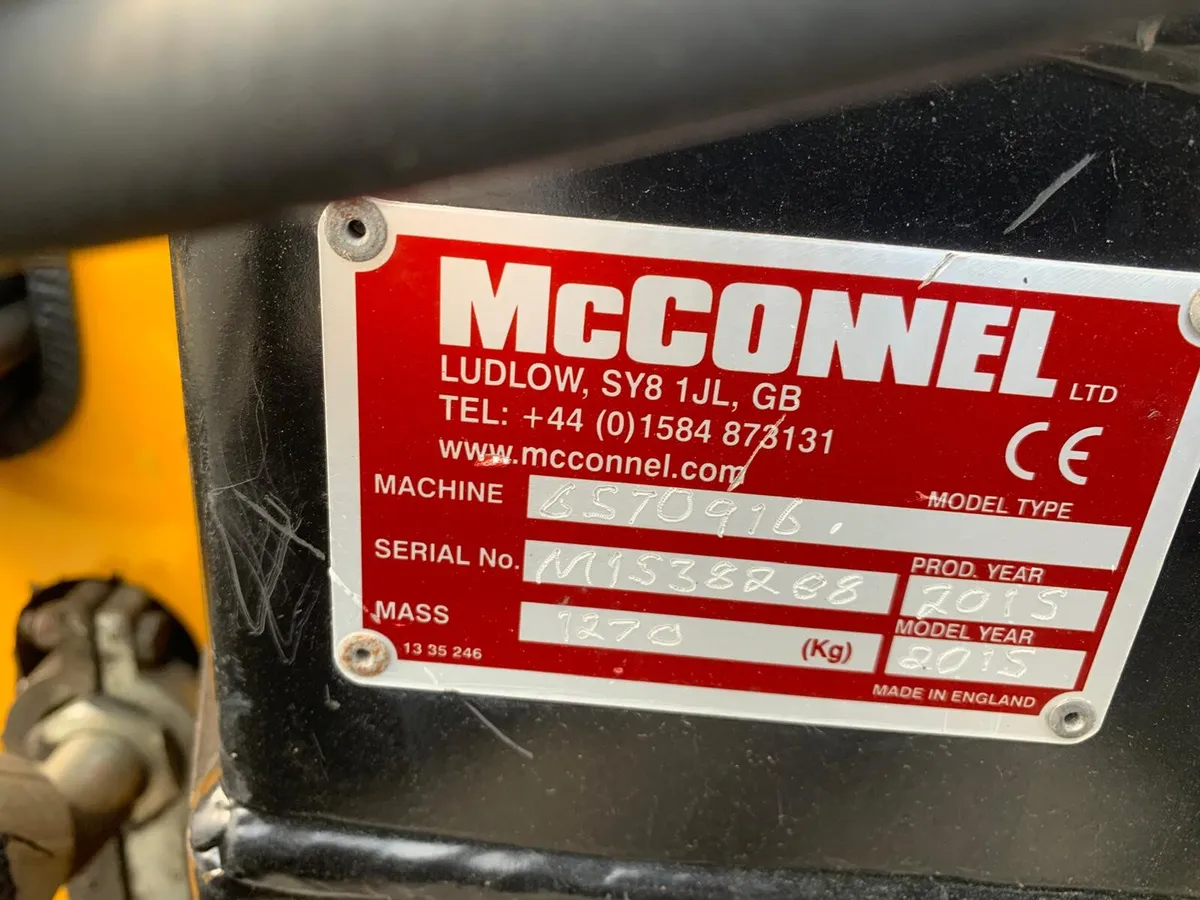 McCONNEL LTD
LUDLOW, SY8 1JL, GB
TEL: +44 (0)1584 873131
www.mcconnel.com
CE
MODEL TYPE
MACHINE
SERIAL No. M1538288
PROD. YEAR 2015
MASS 1270 (Kg)
MODEL YEAR 2015
13 35 246
MADE IN ENGLAND